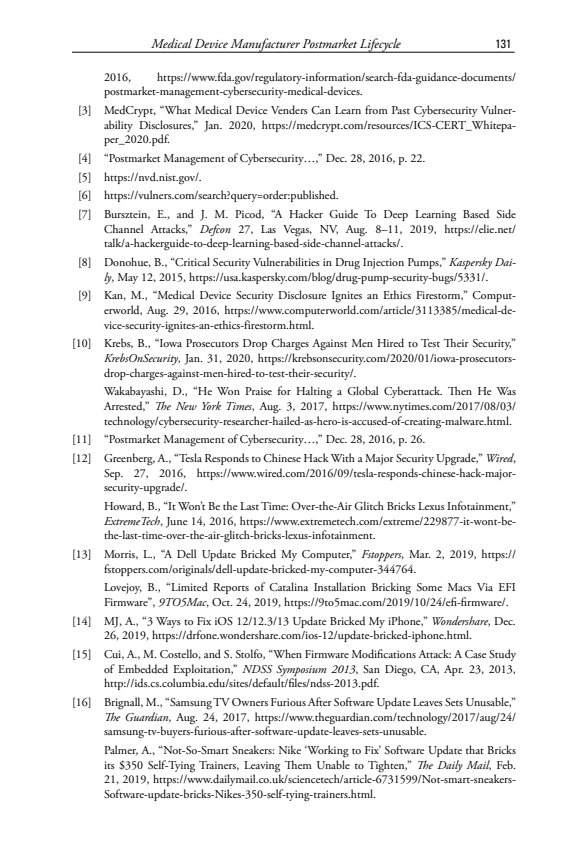 Medical Device Manufacturer Postmarket Lifecycle 131
2016, https://www.fda.gov/regulatory-information/search-fda-guidance-documents/
postmarket-management-cybersecurity-medical-devices.
[3] MedCrypt, “What Medical Device Venders Can Learn from Past Cybersecurity Vulner-
ability Disclosures,” Jan. 2020, https://medcrypt.com/resources/ICS-CERT_Whitepa-
per_2020.pdf.
[4] “Postmarket Management of Cybersecurity…,” Dec. 28, 2016, p. 22.
[5] https://nvd.nist.gov/.
[6] https://vulners.com/search?query=order:published.
[7] Bursztein, E., and J. M. Picod, “A Hacker Guide To Deep Learning Based Side
Channel Attacks,” Defcon 27, Las Vegas, NV, Aug. 8–11, 2019, https://elie.net/
talk/a-hackerguide-to-deep-learning-based-side-channel-attacks/.
[8] Donohue, B., “Critical Security Vulnerabilities in Drug Injection Pumps,” Kaspersky Dai-
ly, May 12, 2015, https://usa.kaspersky.com/blog/drug-pump-security-bugs/5331/.
[9] Kan, M., “Medical Device Security Disclosure Ignites an Ethics Firestorm,” Comput-
erworld, Aug. 29, 2016, https://www.computerworld.com/article/3113385/medical-de-
vice-security-ignites-an-ethics-firestorm.html.
[10] Krebs, B., “Iowa Prosecutors Drop Charges Against Men Hired to Test Their Security,”
KrebsOnSecurity, Jan. 31, 2020, https://krebsonsecurity.com/2020/01/iowa-prosecutors-
drop-charges-against-men-hired-to-test-their-security/.
Wakabayashi, D., “He Won Praise for Halting a Global Cyberattack. Then He Was
Arrested,” The New York Times, Aug. 3, 2017, https://www.nytimes.com/2017/08/03/
technology/cybersecurity-researcher-hailed-as-hero-is-accused-of-creating-malware.html.
[11] “Postmarket Management of Cybersecurity…,” Dec. 28, 2016, p. 26.
[12] Greenberg, A., “Tesla Responds to Chinese Hack With a Major Security Upgrade,” Wired,
Sep. 27, 2016, https://www.wired.com/2016/09/tesla-responds-chinese-hack-major-
security-upgrade/.
Howard, B., “It Won’t Be the Last Time: Over-the-Air Glitch Bricks Lexus Infotainment,”
ExtremeTech, June 14, 2016, https://www.extremetech.com/extreme/229877-it-wont-be-
the-last-time-over-the-air-glitch-bricks-lexus-infotainment.
[13] Morris, L., “A Dell Update Bricked My Computer,” Fstoppers, Mar. 2, 2019, https://
fstoppers.com/originals/dell-update-bricked-my-computer-344764.
Lovejoy, B., “Limited Reports of Catalina Installation Bricking Some Macs Via EFI
Firmware”, 9TO5Mac, Oct. 24, 2019, https://9to5mac.com/2019/10/24/efi-firmware/.
[14] MJ, A., “3 Ways to Fix iOS 12/12.3/13 Update Bricked My iPhone,” Wondershare, Dec.
26, 2019, https://drfone.wondershare.com/ios-12/update-bricked-iphone.html.
[15] Cui, A., M. Costello, and S. Stolfo, “When Firmware Modifications Attack: A Case Study
of Embedded Exploitation,” NDSS Symposium 2013, San Diego, CA, Apr. 23, 2013,
http://ids.cs.columbia.edu/sites/default/files/ndss-2013.pdf.
[16] Brignall, M., “Samsung TV Owners Furious After Software Update Leaves Sets Unusable,”
The Guardian, Aug. 24, 2017, https://www.theguardian.com/technology/2017/aug/24/
samsung-tv-buyers-furious-after-software-update-leaves-sets-unusable.
Palmer, A., “Not-So-Smart Sneakers: Nike ‘Working to Fix’ Software Update that Bricks
its $350 Self-Tying Trainers, Leaving Them Unable to Tighten,” The Daily Mail, Feb.
21, 2019, https://www.dailymail.co.uk/sciencetech/article-6731599/Not-smart-sneakers-
Software-update-bricks-Nikes-350-self-tying-trainers.html.